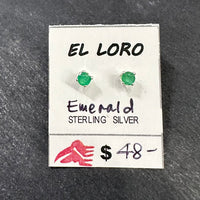 EL LORO
Emerald
STERLING SILVER
$ 48-